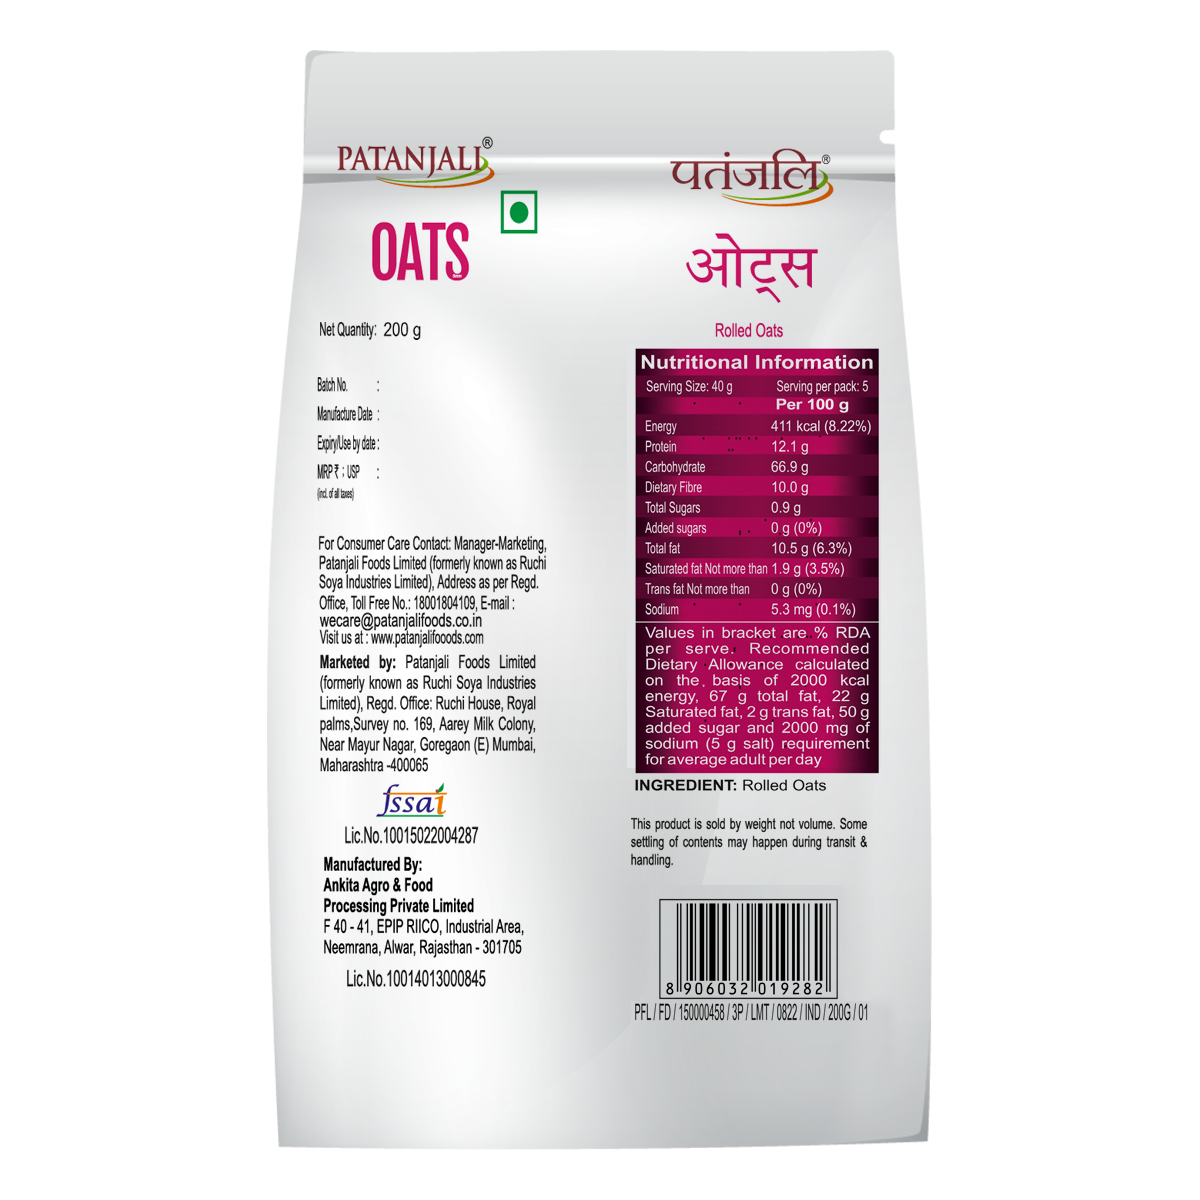 PATANJALI®
OATS
Net Quantity: 200 g
Batch No. :
Manufacture Date :
Expiry/Use by date :
MRP ₹ ; USP :
(incl. of all taxes)
For Consumer Care Contact: Manager-Marketing,
Patanjali Foods Limited (formerly known as Ruchi
Soya Industries Limited), Address as per Regd.
Office, Toll Free No.: 18001804109, E-mail :
wecare@patanjalifoods.co.in
Visit us at : www.patanjalifooods.com
Marketed by: Patanjali Foods Limited
(formerly known as Ruchi Soya Industries
Limited), Regd. Office: Ruchi House, Royal
palms,Survey no. 169, Aarey Milk Colony,
Near Mayur Nagar, Goregaon (E) Mumbai,
Maharashtra -400065
fssai
Lic.No.10015022004287
Manufactured By:
Ankita Agro & Food
Processing Private Limited
F 40 - 41, EPIP RIICO, Industrial Area,
Neemrana, Alwar, Rajasthan - 301705
Lic.No.10014013000845
पतंजलि®
ओट्स
Rolled Oats
Nutritional Information
Serving Size: 40 g Serving per pack: 5
Per 100 g
Energy 411 kcal (8.22%)
Protein 12.1 g
Carbohydrate 66.9 g
Dietary Fibre 10.0 g
Total Sugars 0.9 g
Added sugars 0 g (0%)
Total fat 10.5 g (6.3%)
Saturated fat Not more than 1.9 g (3.5%)
Trans fat Not more than 0 g (0%)
Sodium 5.3 mg (0.1%)
Values in bracket are % RDA
per serve. Recommended
Dietary Allowance calculated
on the basis of 2000 kcal
energy, 67 g total fat, 22 g
Saturated fat, 2 g trans fat, 50 g
added sugar and 2000 mg of
sodium (5 g salt) requirement
for average adult per day
INGREDIENT: Rolled Oats
This product is sold by weight not volume. Some
settling of contents may happen during transit &
handling.
8 906032 019282
PFL / FD / 150000458 / 3P / LMT / 0822 / IND / 200G / 01